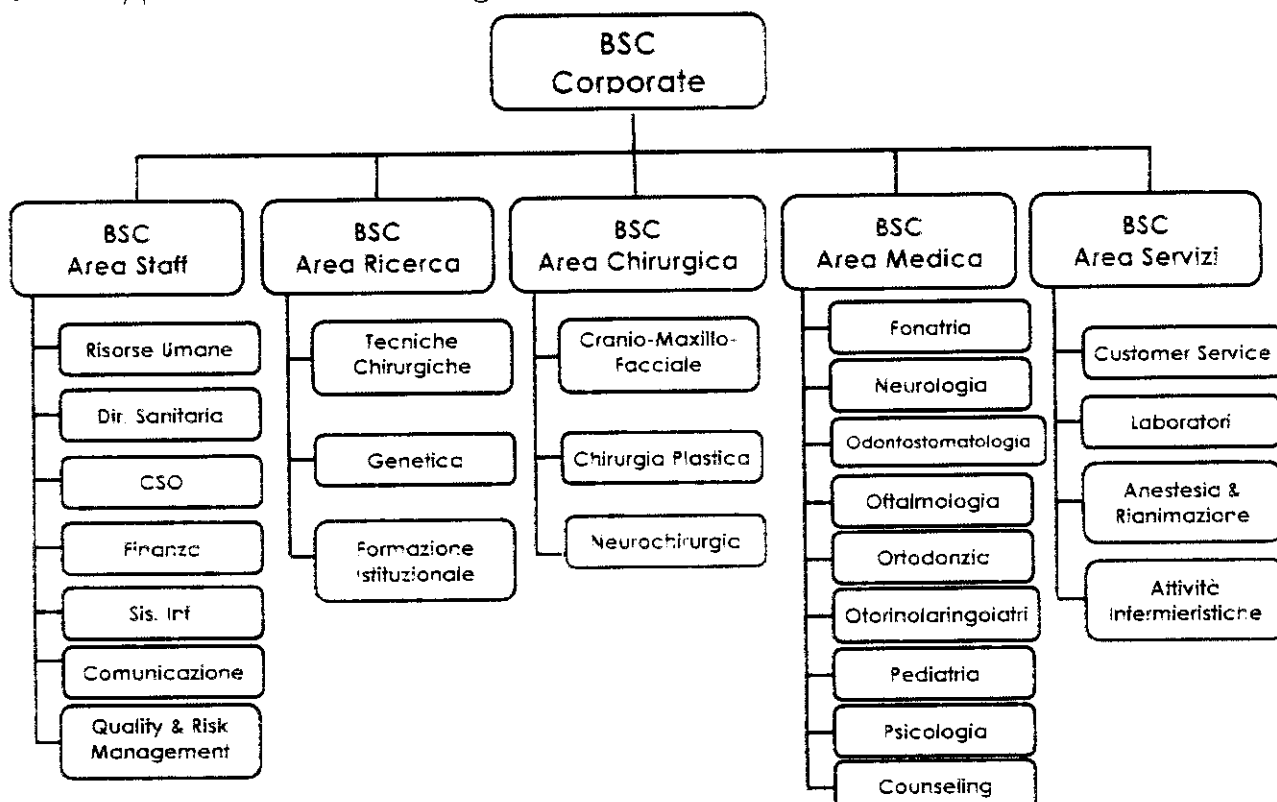 BSC
Corporate
BSC
Area Staff
Risorse Umane
Dir. Sanitaria
CSO
Finanza
Sis. Inf
Comunicazione
Quality & Risk
Management
BSC
Area Ricerca
Tecniche
Chirurgiche
Genetica
Formazione
Istituzionale
BSC
Area Chirurgica
Cranio-Maxillo-
Facciale
Chirurgia Plastica
Neurochirurgia
BSC
Area Medica
Foniatria
Neurologia
Odontostomatologia
Oftalmologia
Ortodonzia
Otorinolaringoiatri
Pediatria
Psicologia
Counseling
BSC
Area Servizi
Customer Service
Laboratori
Anestesia &
Rianimazione
Attività
Infermieristiche